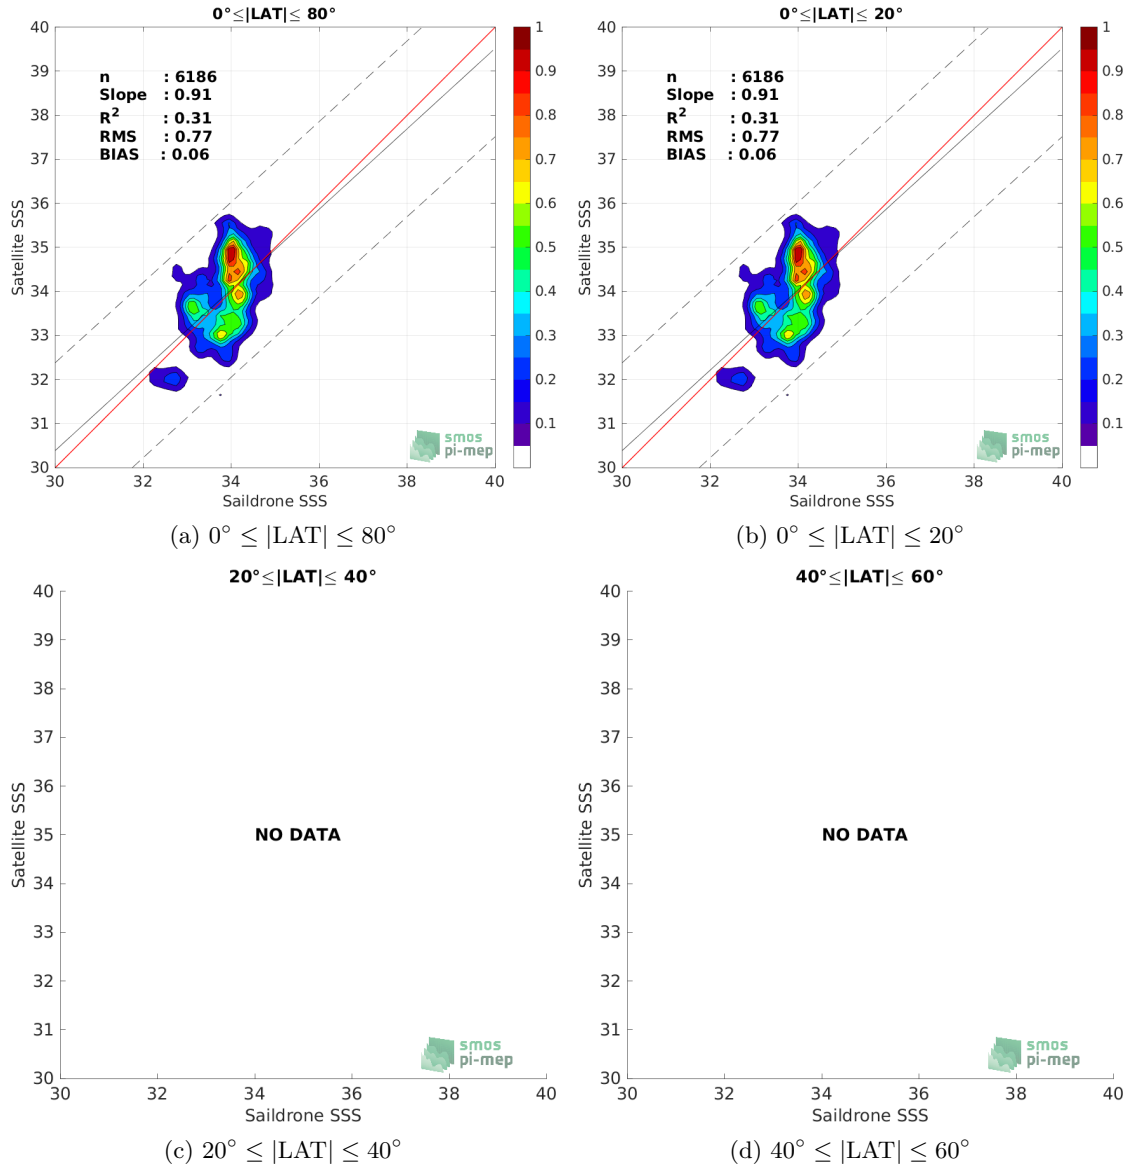 0°≤|LAT|≤ 80°
40
39
38
37
36
35
34
33
32
31
30
Satellite SSS
n : 6186
Slope : 0.91
R² : 0.31
RMS : 0.77
BIAS : 0.06
smos
pi-mep
30 32 34 36 38 40
Saildrone SSS
1
0.9
0.8
0.7
0.6
0.5
0.4
0.3
0.2
0.1
(a) 0° ≤ |LAT| ≤ 80°
0°≤|LAT|≤ 20°
40
39
38
37
36
35
34
33
32
31
30
Satellite SSS
n : 6186
Slope : 0.91
R² : 0.31
RMS : 0.77
BIAS : 0.06
smos
pi-mep
30 32 34 36 38 40
Saildrone SSS
1
0.9
0.8
0.7
0.6
0.5
0.4
0.3
0.2
0.1
(b) 0° ≤ |LAT| ≤ 20°
20°≤|LAT|≤ 40°
40
39
38
37
36
35
34
33
32
31
30
Satellite SSS
NO DATA
smos
pi-mep
30 32 34 36 38 40
Saildrone SSS
(c) 20° ≤ |LAT| ≤ 40°
40°≤|LAT|≤ 60°
40
39
38
37
36
35
34
33
32
31
30
Satellite SSS
NO DATA
smos
pi-mep
30 32 34 36 38 40
Saildrone SSS
(d) 40° ≤ |LAT| ≤ 60°